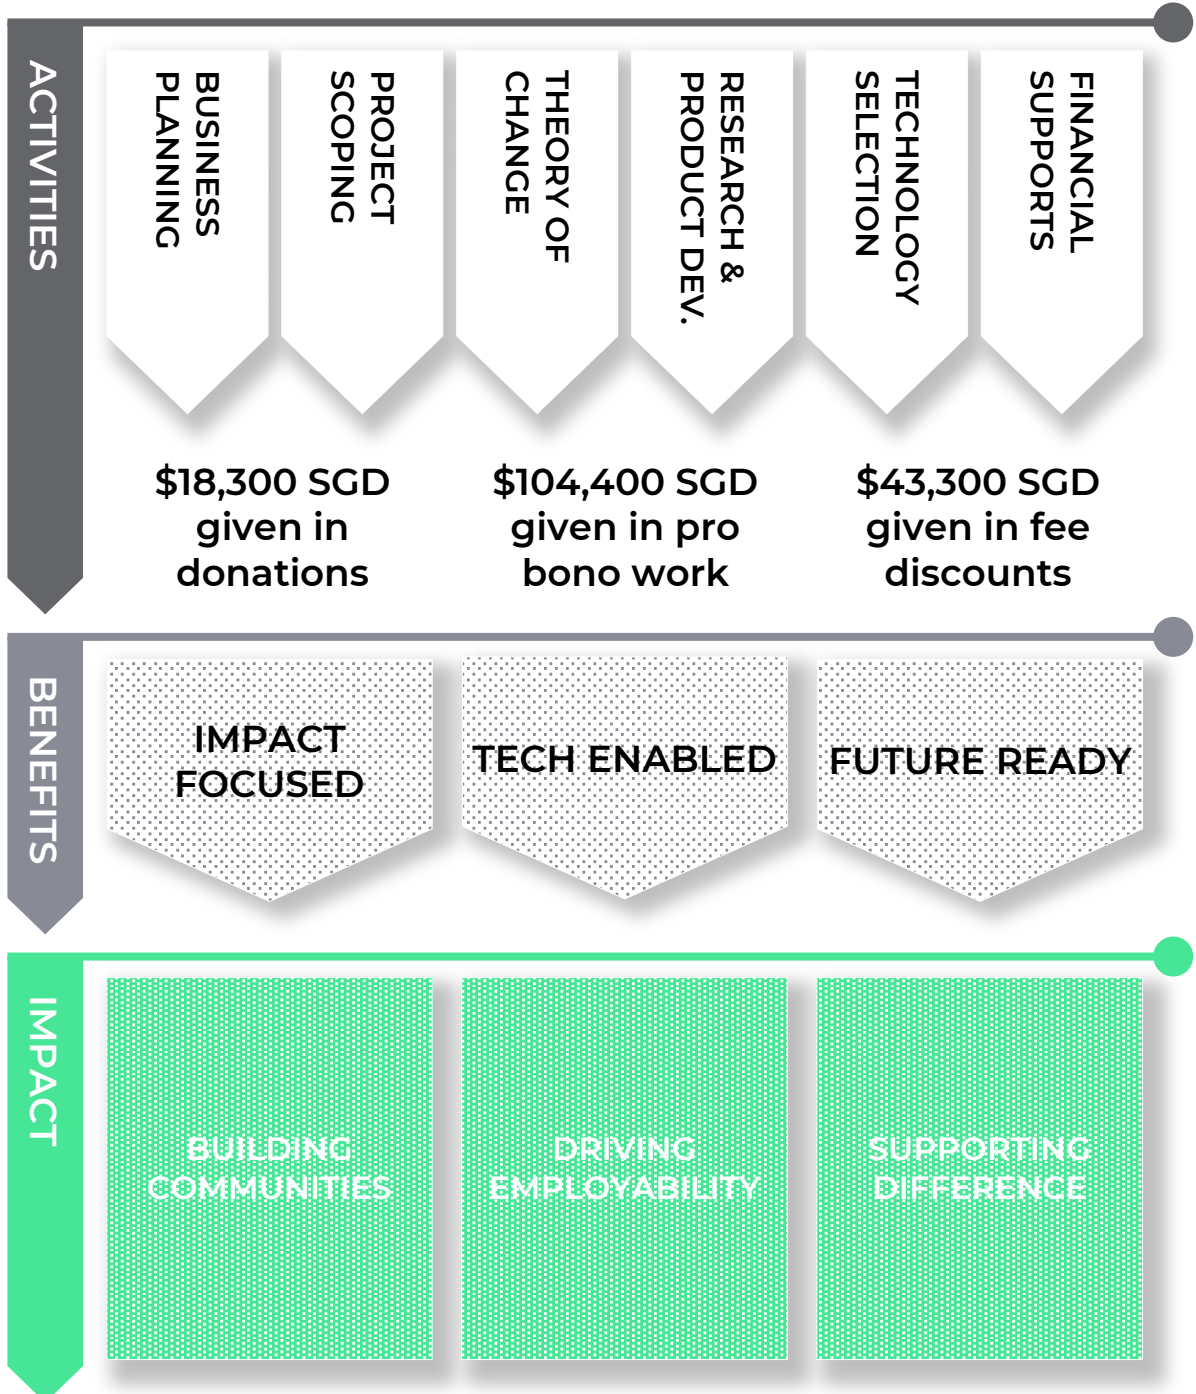 ACTIVITIES
BUSINESS
PLANNING
PROJECT
SCOPING
THEORY OF
CHANGE
RESEARCH &
PRODUCT DEV.
TECHNOLOGY
SELECTION
FINANCIAL
SUPPORTS
$18,300 SGD
given in
donations
$104,400 SGD
given in pro
bono work
$43,300 SGD
given in fee
discounts
BENEFITS
IMPACT
FOCUSED
TECH ENABLED
FUTURE READY
IMPACT
BUILDING
COMMUNITIES
DRIVING
EMPLOYABILITY
SUPPORTING
DIFFERENCE